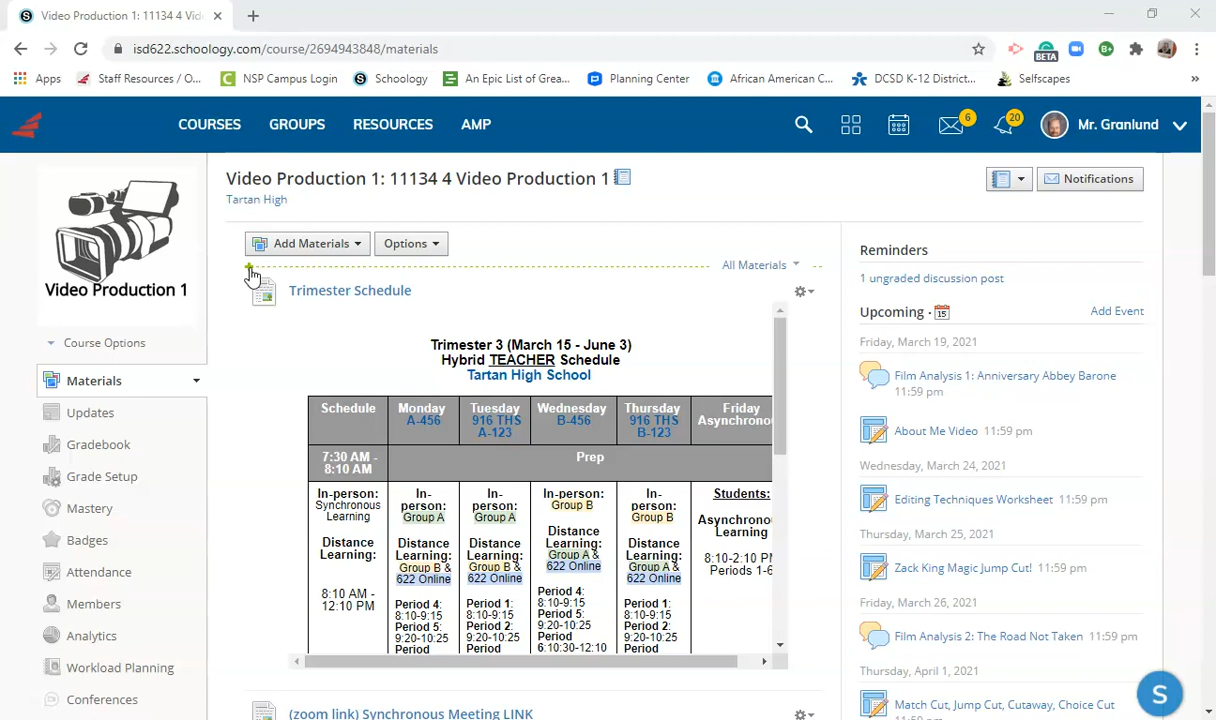 Video Production 1: 11134 4 Vid
isd622.schoology.com/course/2694943848/materials
BETA
B+
Apps
Staff Resources / O...
NSP Campus Login
Schoology
An Epic List of Grea...
Planning Center
African American C...
DCSD K-12 District...
Selfscapes
»
COURSES
GROUPS
RESOURCES
AMP
6
20
Mr. Granlund
Video Production 1
Video Production 1: 11134 4 Video Production 1
Tartan High
Notifications
Add Materials
Options
All Materials
Course Options
Materials
Updates
Gradebook
Grade Setup
Mastery
Badges
Attendance
Members
Analytics
Workload Planning
Conferences
Trimester Schedule
Trimester 3 (March 15 - June 3)
Hybrid TEACHER Schedule
Tartan High School
Schedule
Monday
A-456
Tuesday
916 THS
A-123
Wednesday
B-456
Thursday
916 THS
B-123
Friday
Asynchrono
7:30 AM -
8:10 AM
Prep
In-person:
Synchronous
Learning
Distance
Learning:
8:10 AM -
12:10 PM
In-
person:
Group A
Distance
Learning:
Group B &
622 Online
Period 4:
8:10-9:15
Period 5:
9:20-10:25
Period
In-
person:
Group A
Distance
Learning:
Group B &
622 Online
Period 1:
8:10-9:15
Period 2:
9:20-10:25
Period
In-person:
Group B
Distance
Learning:
Group A &
622 Online
Period 4:
8:10-9:15
Period 5:
9:20-10:25
Period
6:10:30-12:10
In-
person:
Group B
Distance
Learning:
Group A &
622 Online
Period 1:
8:10-9:15
Period 2:
9:20-10:25
Period
Students:
Asynchrono
Learning
8:10-2:10 PM
Periods 1-6
(zoom link) Synchronous Meeting LINK
Reminders
1 ungraded discussion post
Upcoming · 15
Add Event
Friday, March 19, 2021
Film Analysis 1: Anniversary Abbey Barone
11:59 pm
About Me Video 11:59 pm
Wednesday, March 24, 2021
Editing Techniques Worksheet 11:59 pm
Thursday, March 25, 2021
Zack King Magic Jump Cut! 11:59 pm
Friday, March 26, 2021
Film Analysis 2: The Road Not Taken 11:59 pm
Thursday, April 1, 2021
Match Cut, Jump Cut, Cutaway, Choice Cut
S